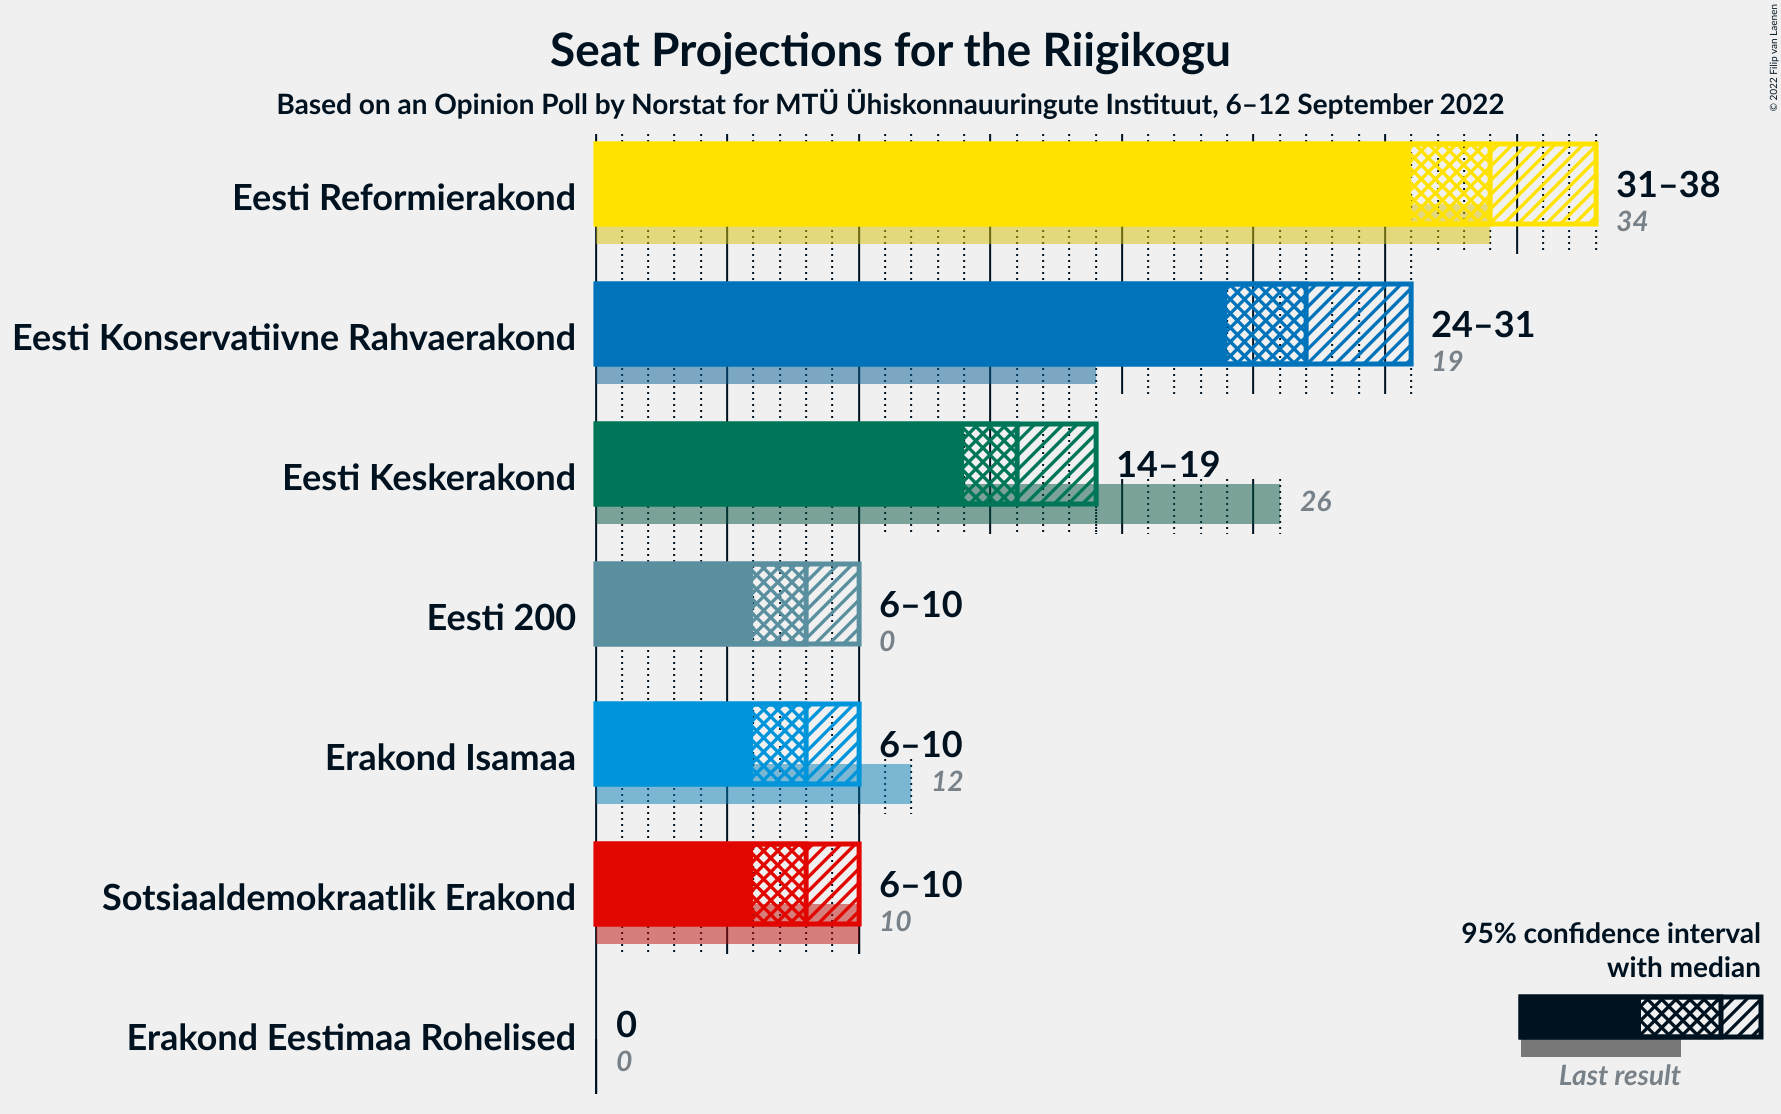 Seat Projections for the Riigikogu
Based on an Opinion Poll by Norstat for MTÜ Ühiskonnauuringute Instituut, 6–12 September 2022
© 2022 Filip van Laenen
Eesti Reformierakond
31–38
34
Eesti Konservatiivne Rahvaerakond
24–31
19
Eesti Keskerakond
14–19
26
Eesti 200
6–10
0
Erakond Isamaa
6–10
12
Sotsiaaldemokraatlik Erakond
6–10
10
Erakond Eestimaa Rohelised
0
0
95% confidence interval
with median
Last result